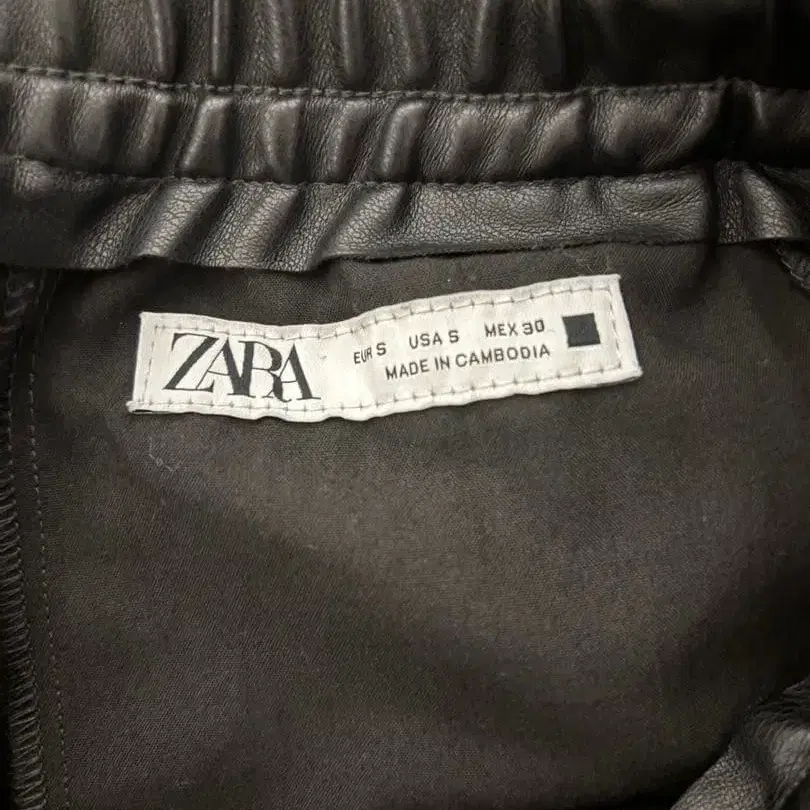 ZARA
EUR S USA S MEX 30
MADE IN CAMBODIA